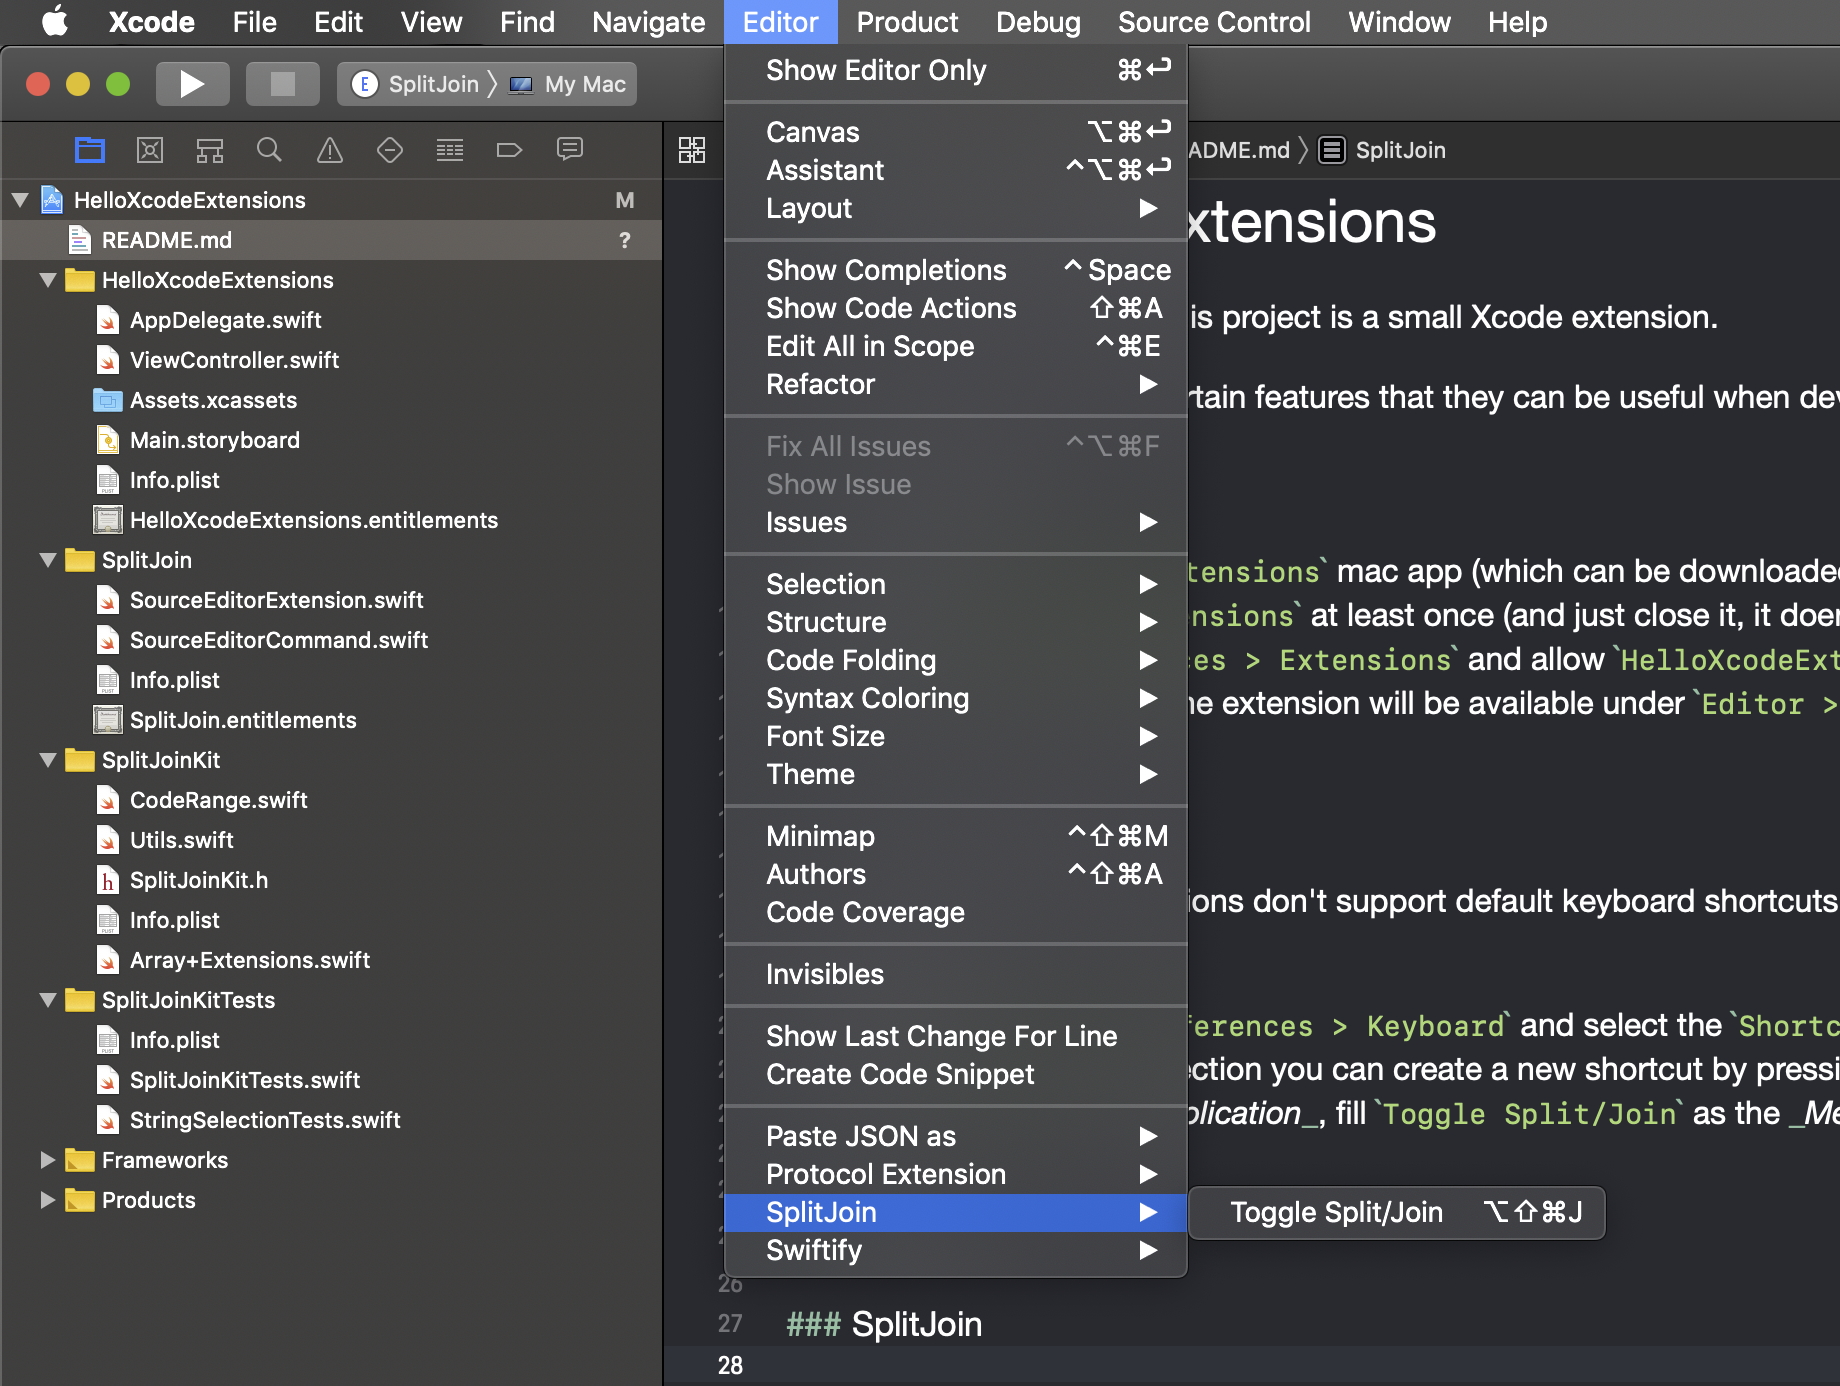 Xcode File Edit View Find Navigate Editor Product Debug Source Control Window Help
SplitJoin 〉 My Mac
HelloXcodeExtensions M
README.md ?
HelloXcodeExtensions
AppDelegate.swift
ViewController.swift
Assets.xcassets
Main.storyboard
Info.plist
HelloXcodeExtensions.entitlements
SplitJoin
SourceEditorExtension.swift
SourceEditorCommand.swift
Info.plist
SplitJoin.entitlements
SplitJoinKit
CodeRange.swift
Utils.swift
SplitJoinKit.h
Info.plist
Array+Extensions.swift
SplitJoinKitTests
Info.plist
SplitJoinKitTests.swift
StringSelectionTests.swift
Frameworks
Products
Show Editor Only ⌘↩
Canvas ⌥⌘↩
Assistant ^⌥⌘↩
Layout ▶
Show Completions ^Space
Show Code Actions ⇧⌘A
Edit All in Scope ^⌘E
Refactor ▶
Fix All Issues ^⌥⌘F
Show Issue
Issues ▶
Selection ▶
Structure ▶
Code Folding ▶
Syntax Coloring ▶
Font Size ▶
Theme ▶
Minimap ^⇧⌘M
Authors ^⇧⌘A
Code Coverage
Invisibles
Show Last Change For Line
Create Code Snippet
Paste JSON as ▶
Protocol Extension ▶
SplitJoin ▶
Swiftify ▶
Toggle Split/Join ⌥⇧⌘J
ADME.md 〉 SplitJoin
xtensions
is project is a small Xcode extension.
rtain features that they can be useful when dev
tensions` mac app (which can be downloaded
nsions` at least once (and just close it, it doen
es > Extensions` and allow `HelloXcodeExt
he extension will be available under `Editor >
ions don't support default keyboard shortcuts
ferences > Keyboard` and select the `Shortc
ection you can create a new shortcut by pressi
plication_, fill `Toggle Split/Join` as the _Me
26
27 ### SplitJoin
28